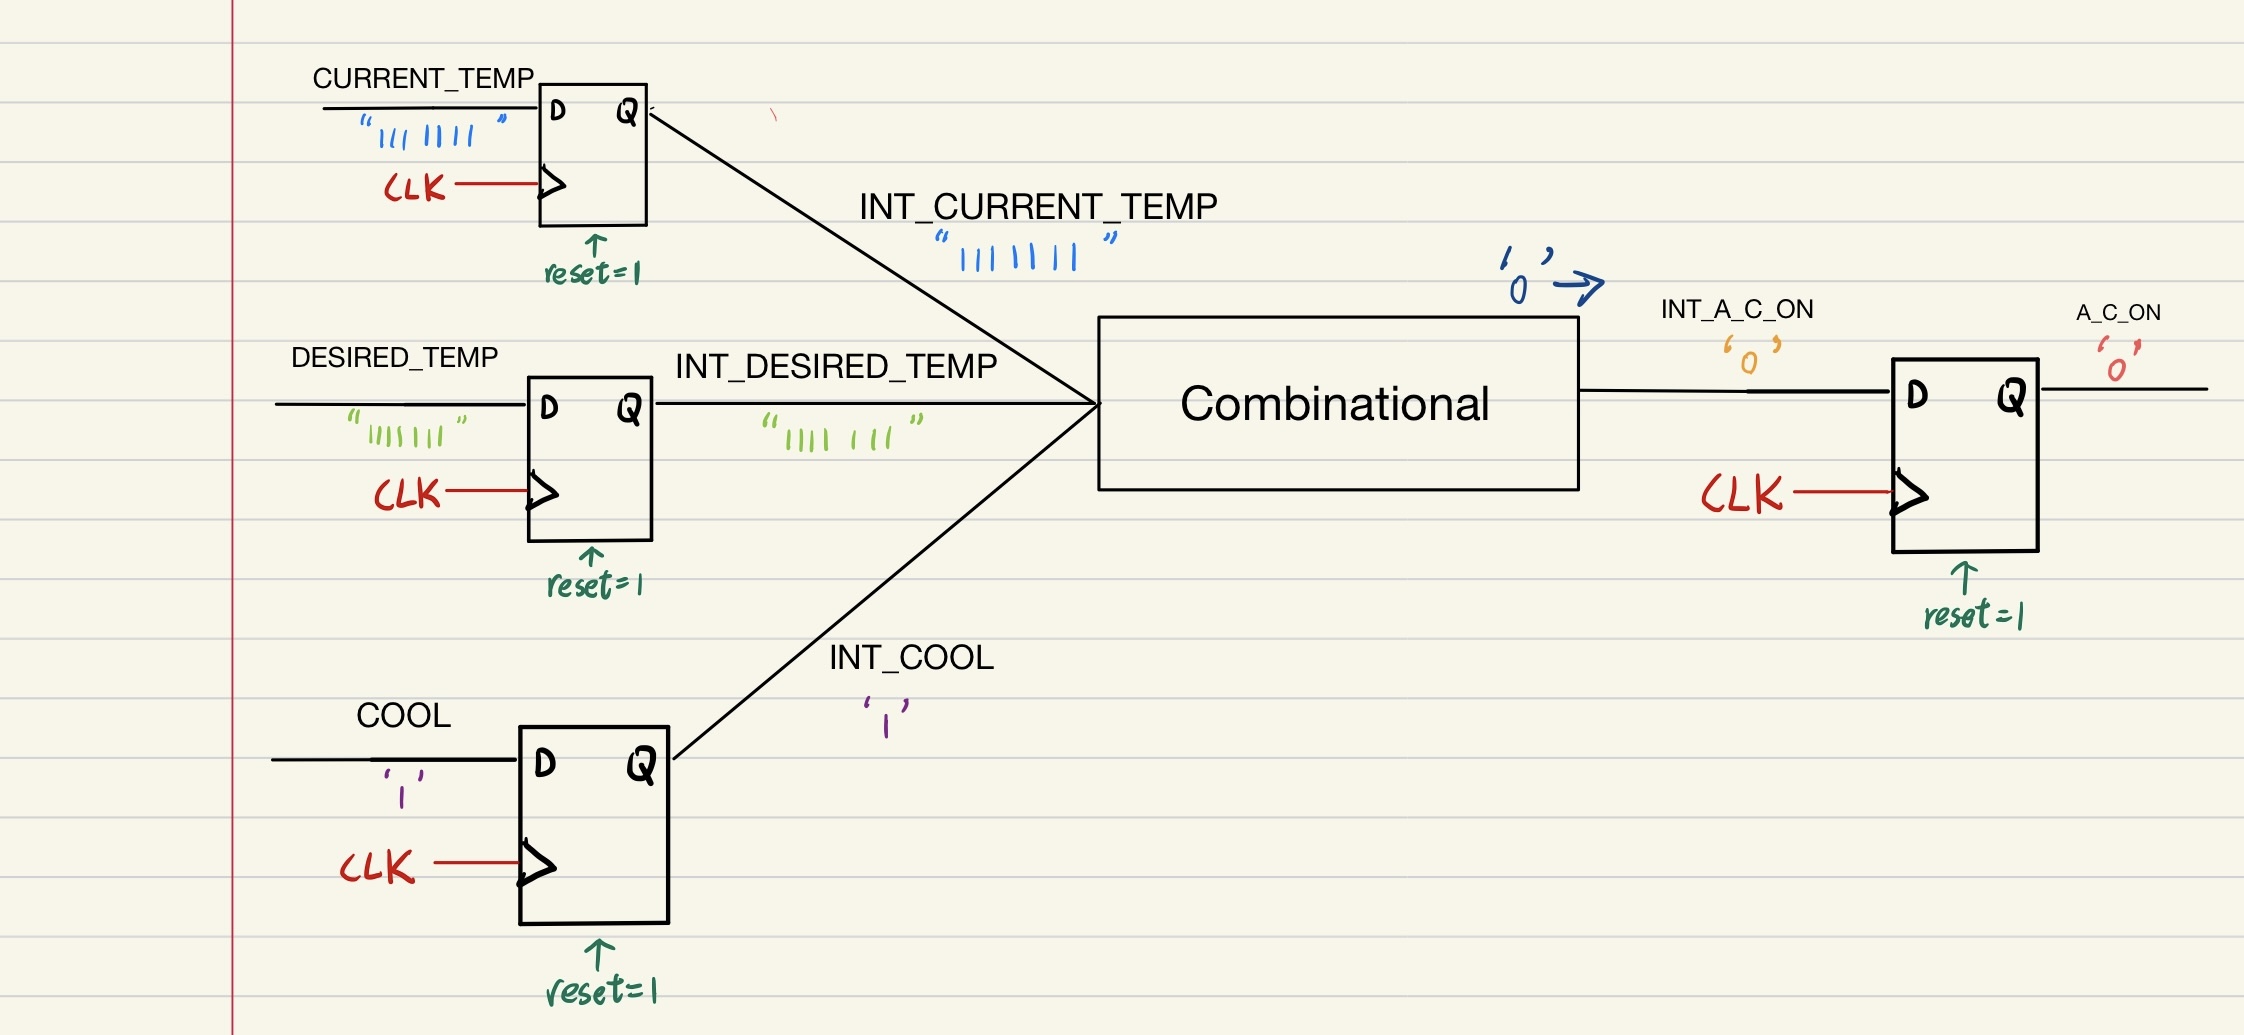 CURRENT_TEMP
"1111111"
D Q
CLK
reset=1
INT_CURRENT_TEMP
"1111111"
DESIRED_TEMP
"1111111"
D Q
CLK
reset=1
INT_DESIRED_TEMP
"1111111"
COOL
'1'
D Q
CLK
reset=1
INT_COOL
'1'
Combinational
'0' →
INT_A_C_ON
'0'
D Q
CLK
reset=1
A_C_ON
'0'